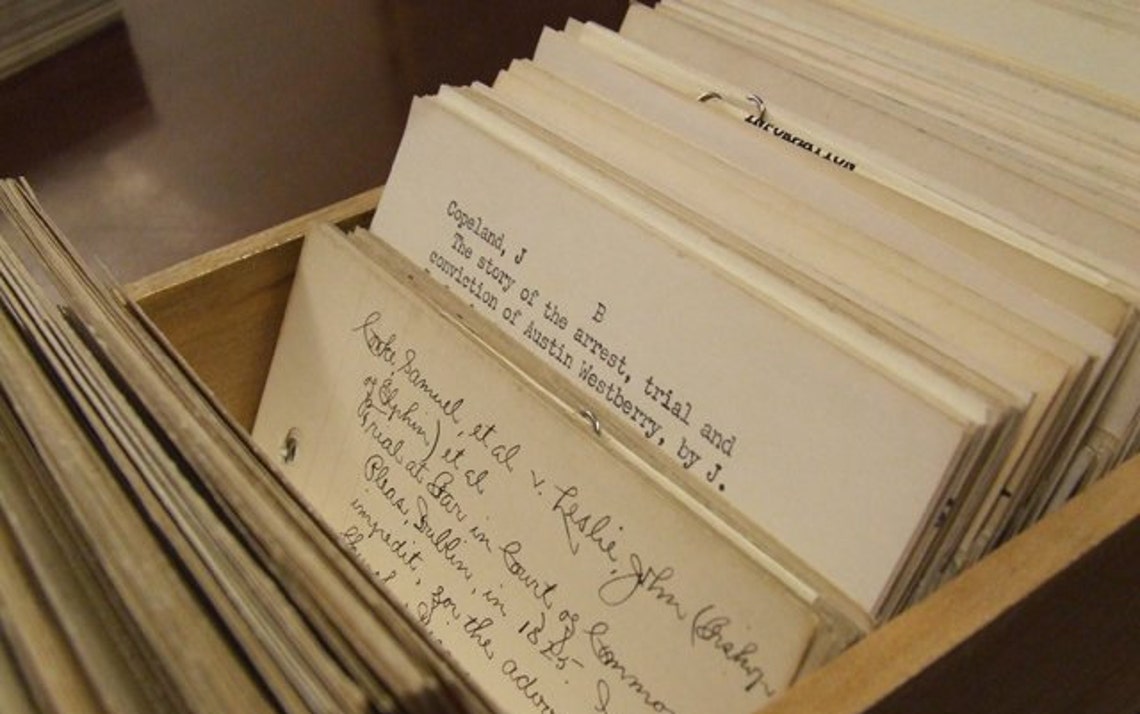 INFORMATION
Copeland, J
B
The story of the arrest, trial and
conviction of Austin Westberry, by J.
Cooke, Samuel, et al v. Leslie, John (Bishop
of Elphin) et al
Trial at Bar in Court of Commo
Pleas, Dublin, in 1825.
impedit, for the advow